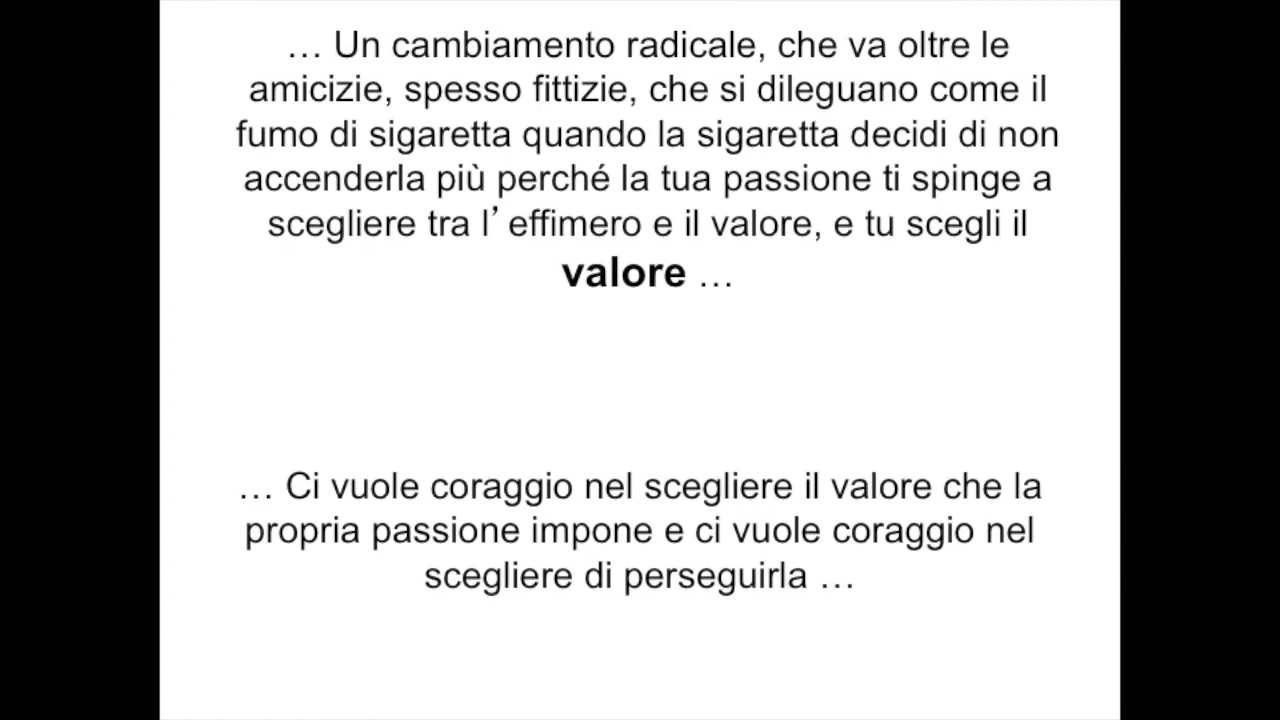 … Un cambiamento radicale, che va oltre le
amicizie, spesso fittizie, che si dileguano come il
fumo di sigaretta quando la sigaretta decidi di non
accenderla più perché la tua passione ti spinge a
scegliere tra l’effimero e il valore, e tu scegli il
valore …
… Ci vuole coraggio nel scegliere il valore che la
propria passione impone e ci vuole coraggio nel
scegliere di perseguirla …